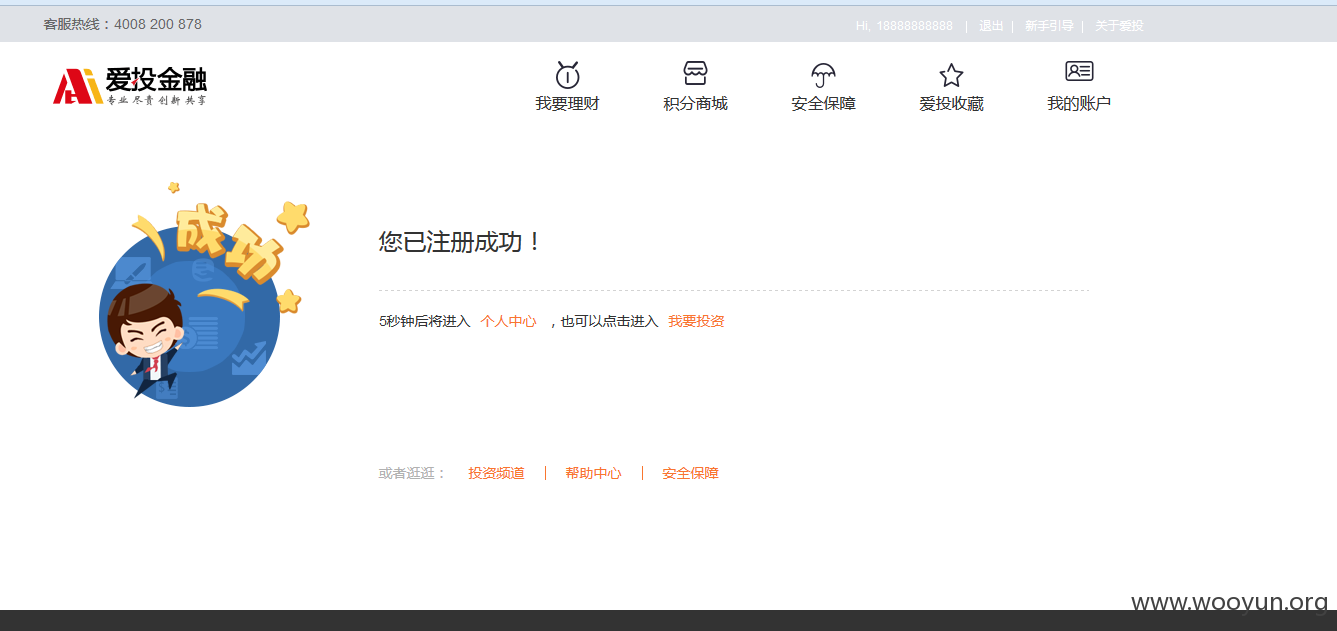 客服热线：4008 200 878
Hi, 18888888888 | 退出 | 新手引导 | 关于爱投
Ai 爱投金融
专业 尽责 创新 共享
我要理财 积分商城 安全保障 爱投收藏 我的账户
成功
您已注册成功！
5秒钟后将进入 个人中心 ，也可以点击进入 我要投资
或者逛逛： 投资频道 | 帮助中心 | 安全保障
www.wooyun.org